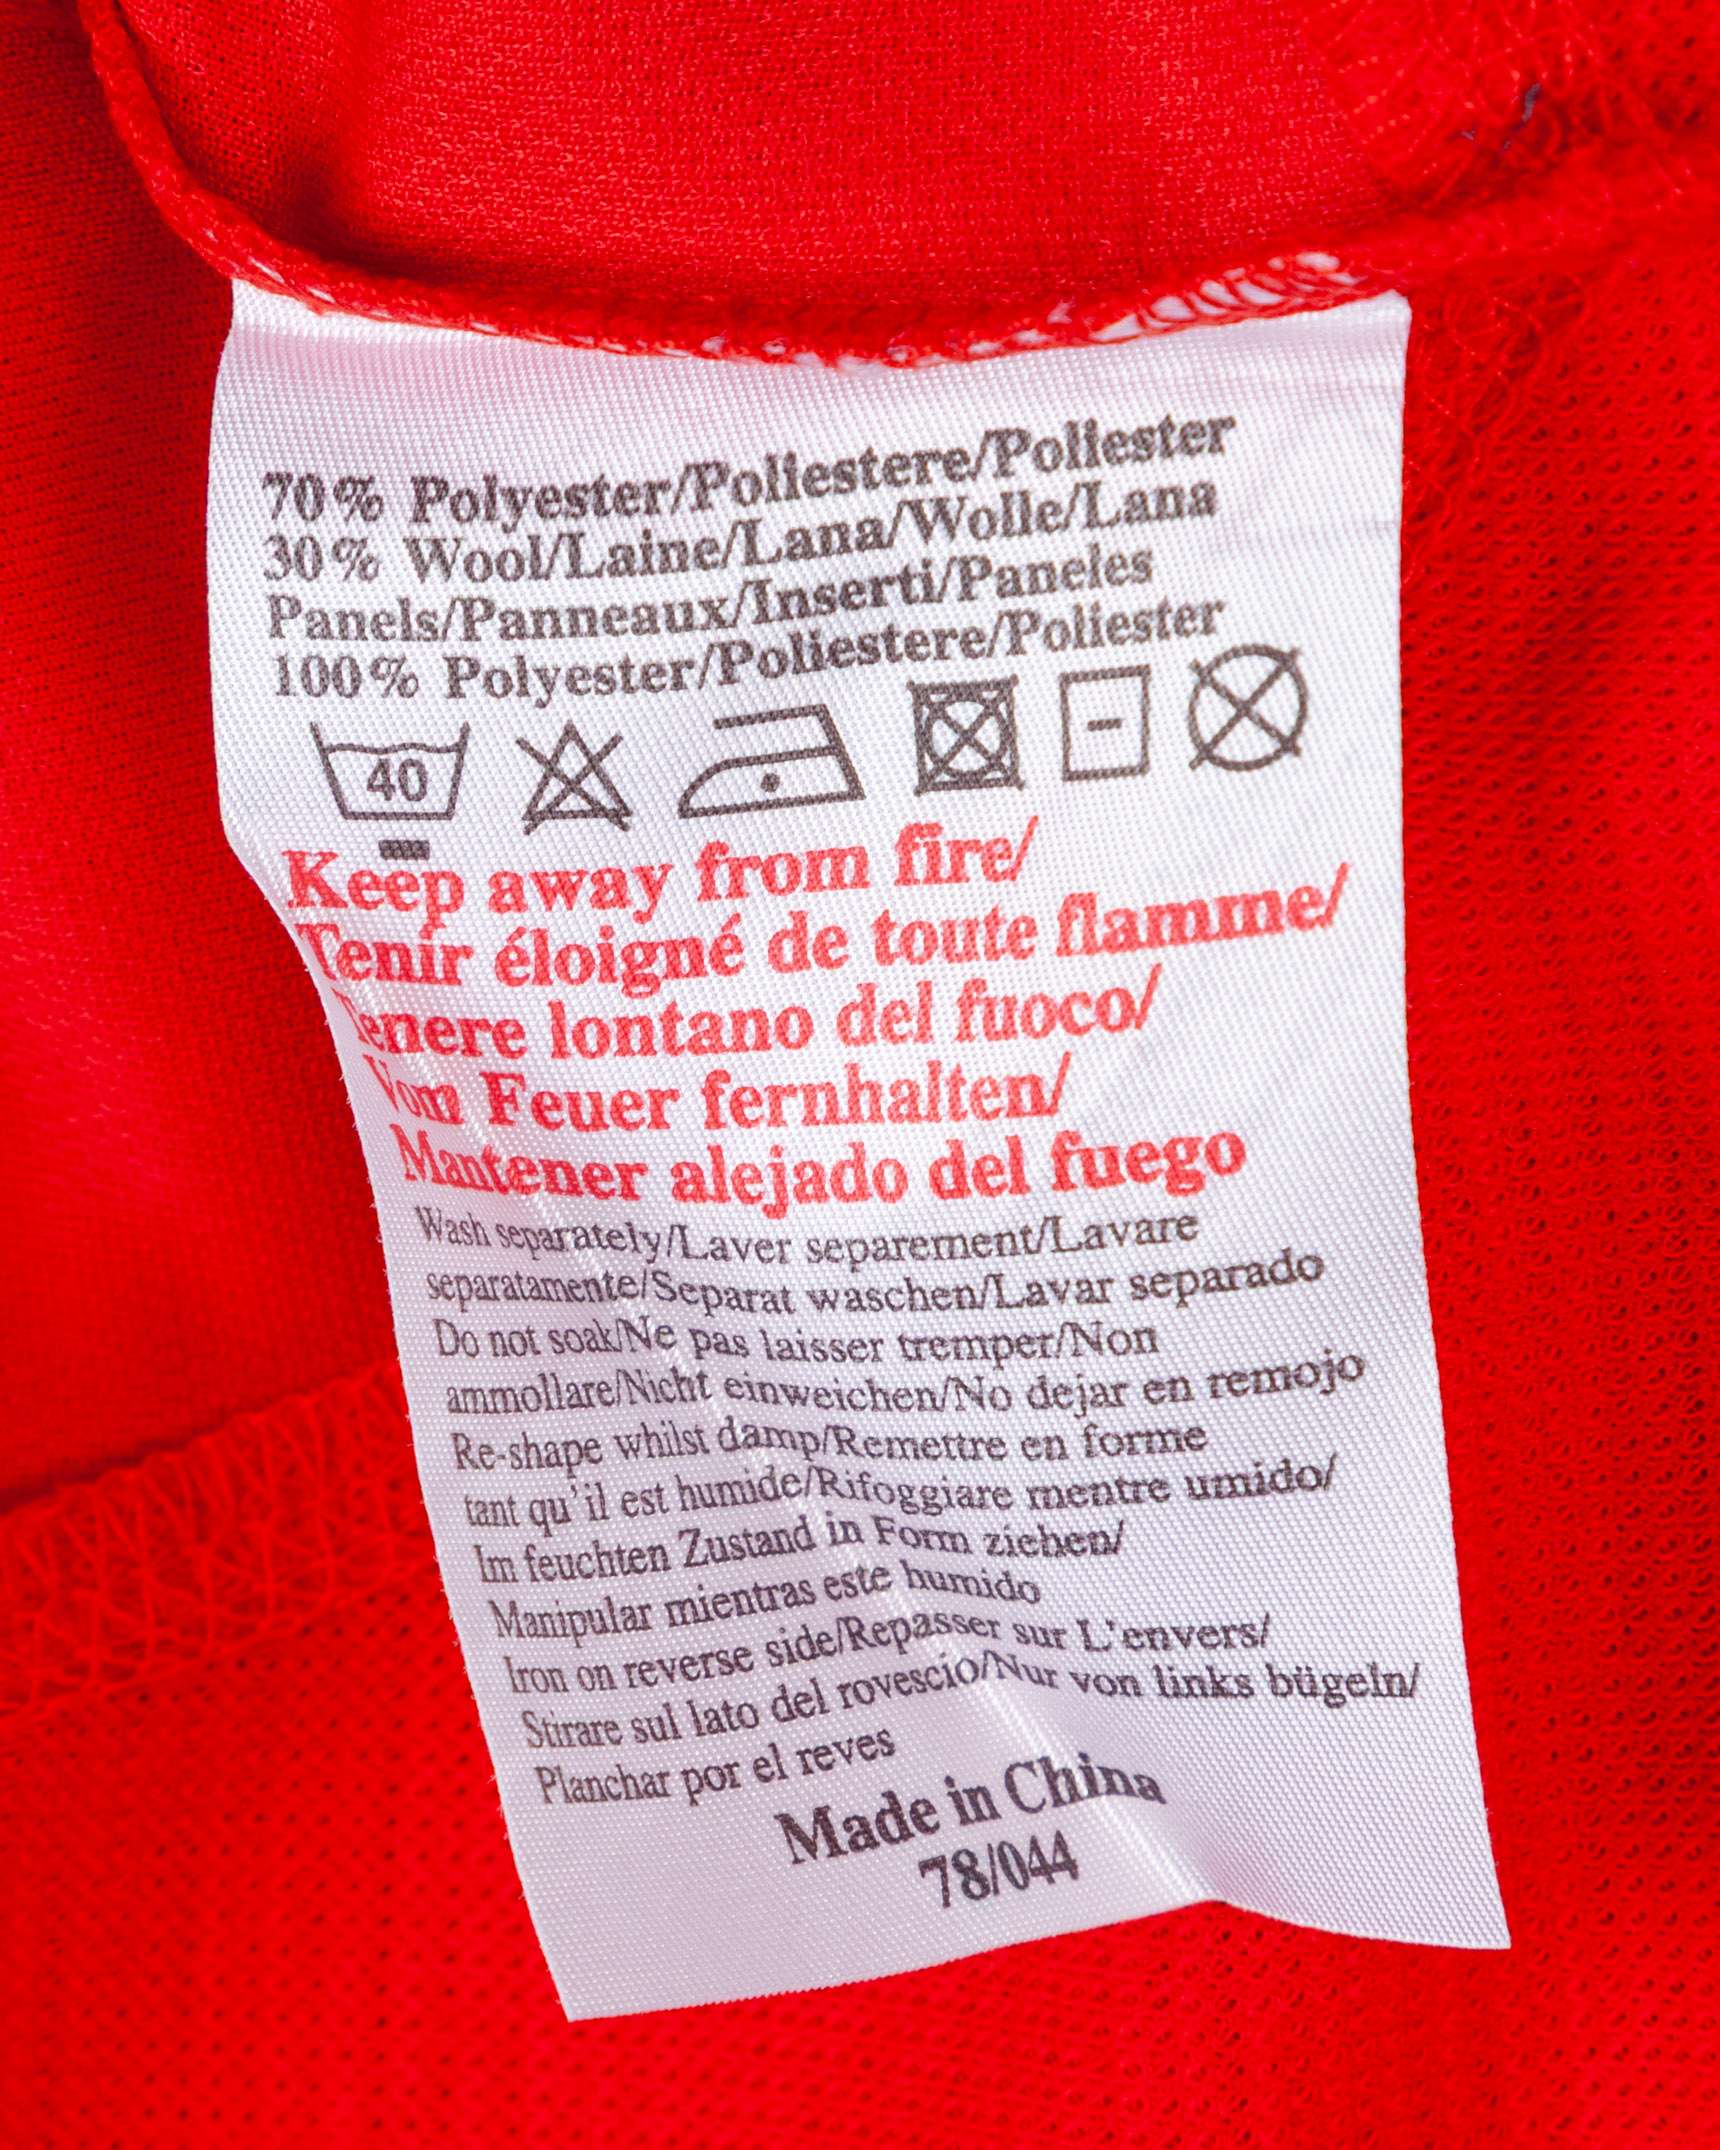 70% Polyester/Poliestere/Poliester
30% Wool/Laine/Lana/Wolle/Lana
Panels/Panneaux/Inserti/Paneles
100% Polyester/Poliestere/Poliester
40
Keep away from fire/
Tenir éloigné de toute flamme/
Tenere lontano del fuoco/
Vom Feuer fernhalten/
Mantener alejado del fuego
Wash separately/Laver separement/Lavare
separatamente/Separat waschen/Lavar separado
Do not soak/Ne pas laisser tremper/Non
ammollare/Nicht einweichen/No dejar en remojo
Re-shape whilst damp/Remettre en forme
tant qu'il est humide/Rifoggiare mentre umido/
Im feuchten Zustand in Form ziehen/
Manipular mientras este humido
Iron on reverse side/Repasser sur L'envers/
Stirare sul lato del rovescio/Nur von links bügeln/
Planchar por el reves
Made in China
78/044